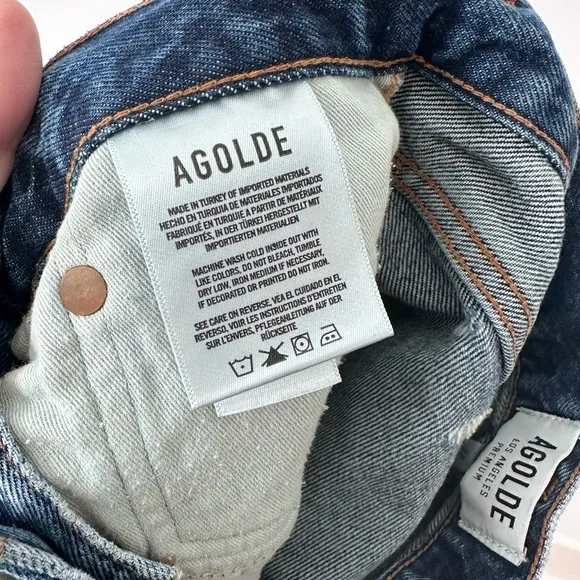 AGOLDE
MADE IN TURKEY OF IMPORTED MATERIALS
HECHO EN TURQUIA DE MATERIALES IMPORTADOS
FABRIQUÉ EN TURQUIE A PARTIR DE MATÉRIAUX
IMPORTÉS. IN DER TÜRKEI HERGESTELLT MIT
IMPORTIERTEN MATERIALIEN
MACHINE WASH COLD INSIDE OUT WITH
LIKE COLORS. DO NOT BLEACH, TUMBLE
DRY LOW, IRON MEDIUM IF NECESSARY.
IF DECORATED OR PRINTED DO NOT IRON.
SEE CARE ON REVERSE. VEA EL CUIDADO EN EL
REVERSO. VOIR LES INSTRUCTIONS D'ENTRETIEN
SUR L'ENVERS. PFLEGEANLEITUNG AUF DER
RÜCKSEITE
AGOLDE
LOS ANGELES
PREMIUM